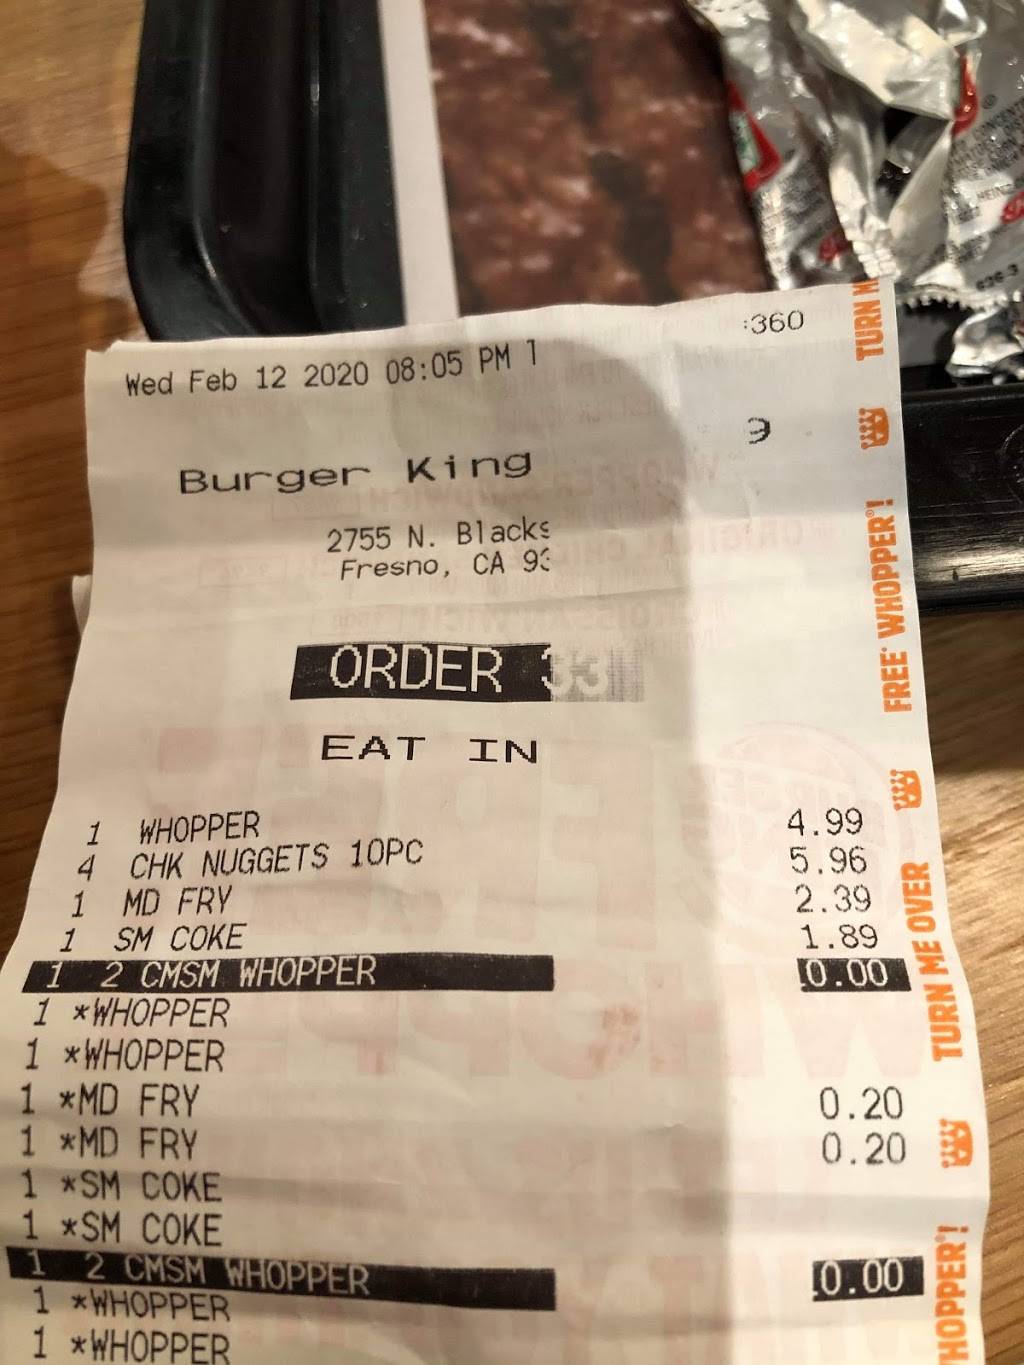 :360
Wed Feb 12 2020 08:05 PM 1
Burger King
2755 N. Blacks
Fresno, CA 93
ORDER 33
EAT IN
1 WHOPPER 4.99
4 CHK NUGGETS 10PC 5.96
1 MD FRY 2.39
1 SM COKE 1.89
1 2 CMSM WHOPPER 0.00
1 *WHOPPER
1 *WHOPPER
1 *MD FRY 0.20
1 *MD FRY 0.20
1 *SM COKE
1 *SM COKE
1 2 CMSM WHOPPER 0.00
1 *WHOPPER
1 *WHOPPER
TURN M
FREE WHOPPER®!
TURN ME OVER
HOPPER®!